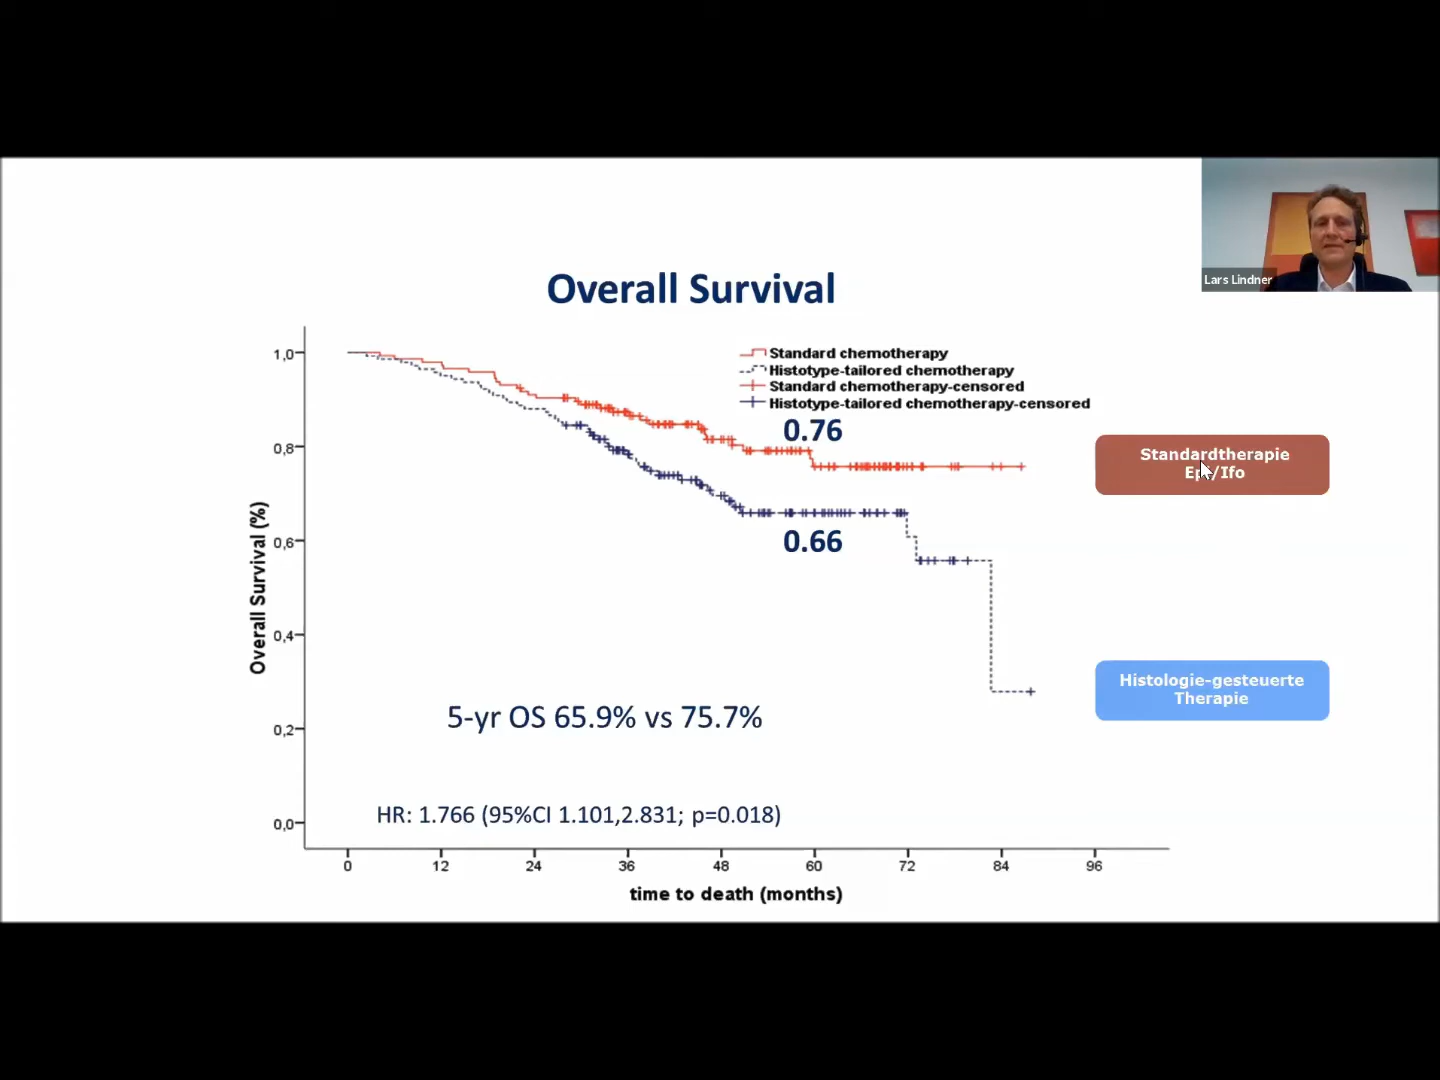 Lars Lindner
Overall Survival
Standard chemotherapy
Histotype-tailored chemotherapy
Standard chemotherapy-censored
Histotype-tailored chemotherapy-censored
0.76
0.66
Standardtherapie
Epi/Ifo
Histologie-gesteuerte
Therapie
Overall Survival (%)
1,0
0,8
0,6
0,4
0,2
0,0
5-yr OS 65.9% vs 75.7%
HR: 1.766 (95%CI 1.101,2.831; p=0.018)
0 12 24 36 48 60 72 84 96
time to death (months)